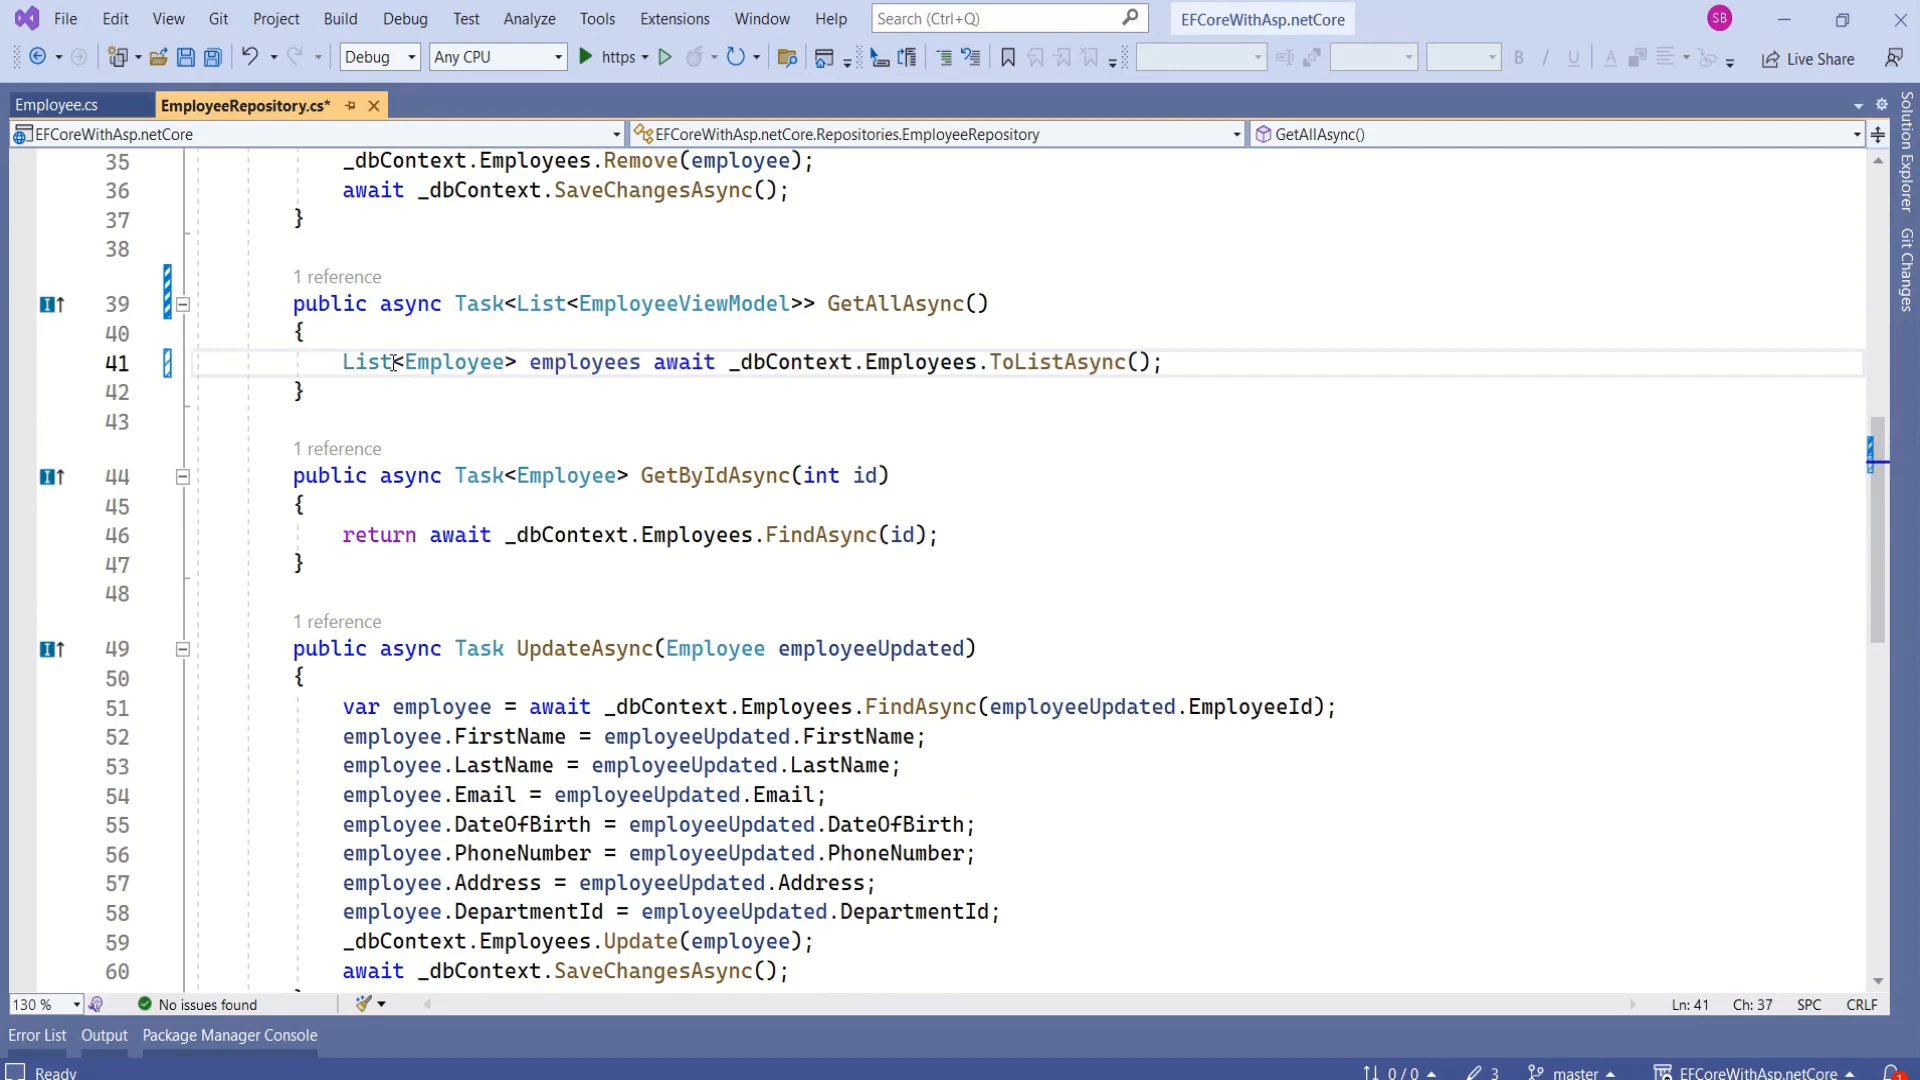 File Edit View Git Project Build Debug Test Analyze Tools Extensions Window Help Search (Ctrl+Q) EFCoreWithAsp.netCore SB
Debug Any CPU https B I U A Live Share
Employee.cs EmployeeRepository.cs*
EFCoreWithAsp.netCore EFCoreWithAsp.netCore.Repositories.EmployeeRepository GetAllAsync()
35 _dbContext.Employees.Remove(employee);
36 await _dbContext.SaveChangesAsync();
37 }
38
1 reference
39 public async Task<List<EmployeeViewModel>> GetAllAsync()
40 {
41 List<Employee> employees await _dbContext.Employees.ToListAsync();
42 }
43
1 reference
44 public async Task<Employee> GetByIdAsync(int id)
45 {
46 return await _dbContext.Employees.FindAsync(id);
47 }
48
1 reference
49 public async Task UpdateAsync(Employee employeeUpdated)
50 {
51 var employee = await _dbContext.Employees.FindAsync(employeeUpdated.EmployeeId);
52 employee.FirstName = employeeUpdated.FirstName;
53 employee.LastName = employeeUpdated.LastName;
54 employee.Email = employeeUpdated.Email;
55 employee.DateOfBirth = employeeUpdated.DateOfBirth;
56 employee.PhoneNumber = employeeUpdated.PhoneNumber;
57 employee.Address = employeeUpdated.Address;
58 employee.DepartmentId = employeeUpdated.DepartmentId;
59 _dbContext.Employees.Update(employee);
60 await _dbContext.SaveChangesAsync();
130 % No issues found Ln: 41 Ch: 37 SPC CRLF
Error List Output Package Manager Console
Ready 0 / 0 3 master EFCoreWithAsp.netCore 1
Solution Explorer
Git Changes